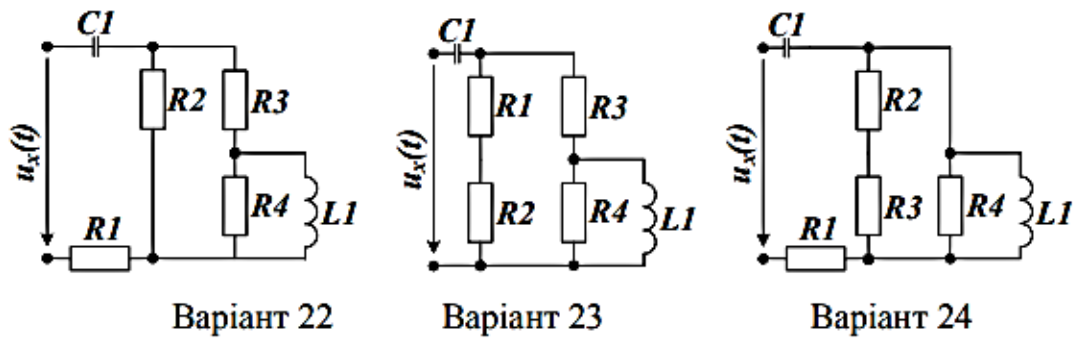 C1
R2
R3
R4
L1
R1
uₓ(t)
Варіант 22
C1
R1
R3
R2
R4
L1
uₓ(t)
Варіант 23
C1
R2
R3
R4
L1
R1
uₓ(t)
Варіант 24